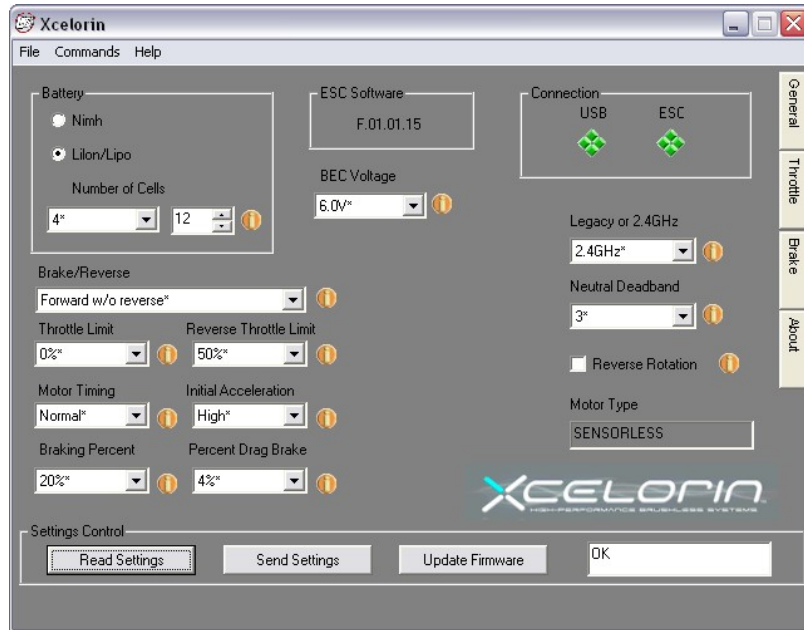 Xcelorin
File Commands Help
Battery
Nimh
LiIon/Lipo
Number of Cells
4* 12
ESC Software
F.01.01.15
BEC Voltage
6.0V*
Connection
USB ESC
General
Throttle
Brake
About
Legacy or 2.4GHz
2.4GHz*
Neutral Deadband
3*
Reverse Rotation
Motor Type
SENSORLESS
Brake/Reverse
Forward w/o reverse*
Throttle Limit Reverse Throttle Limit
0%* 50%*
Motor Timing Initial Acceleration
Normal* High*
Braking Percent Percent Drag Brake
20%* 4%*
XCELORIN
HIGH-PERFORMANCE BRUSHLESS SYSTEMS
Settings Control
Read Settings Send Settings Update Firmware OK